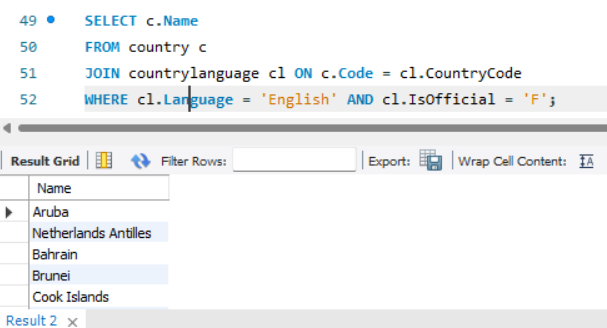 49 SELECT c.Name
50 FROM country c
51 JOIN countrylanguage cl ON c.Code = cl.CountryCode
52 WHERE cl.Language = 'English' AND cl.IsOfficial = 'F';
Result Grid Filter Rows: Export: Wrap Cell Content: IA
Name
Aruba
Netherlands Antilles
Bahrain
Brunei
Cook Islands
Result 2 ×